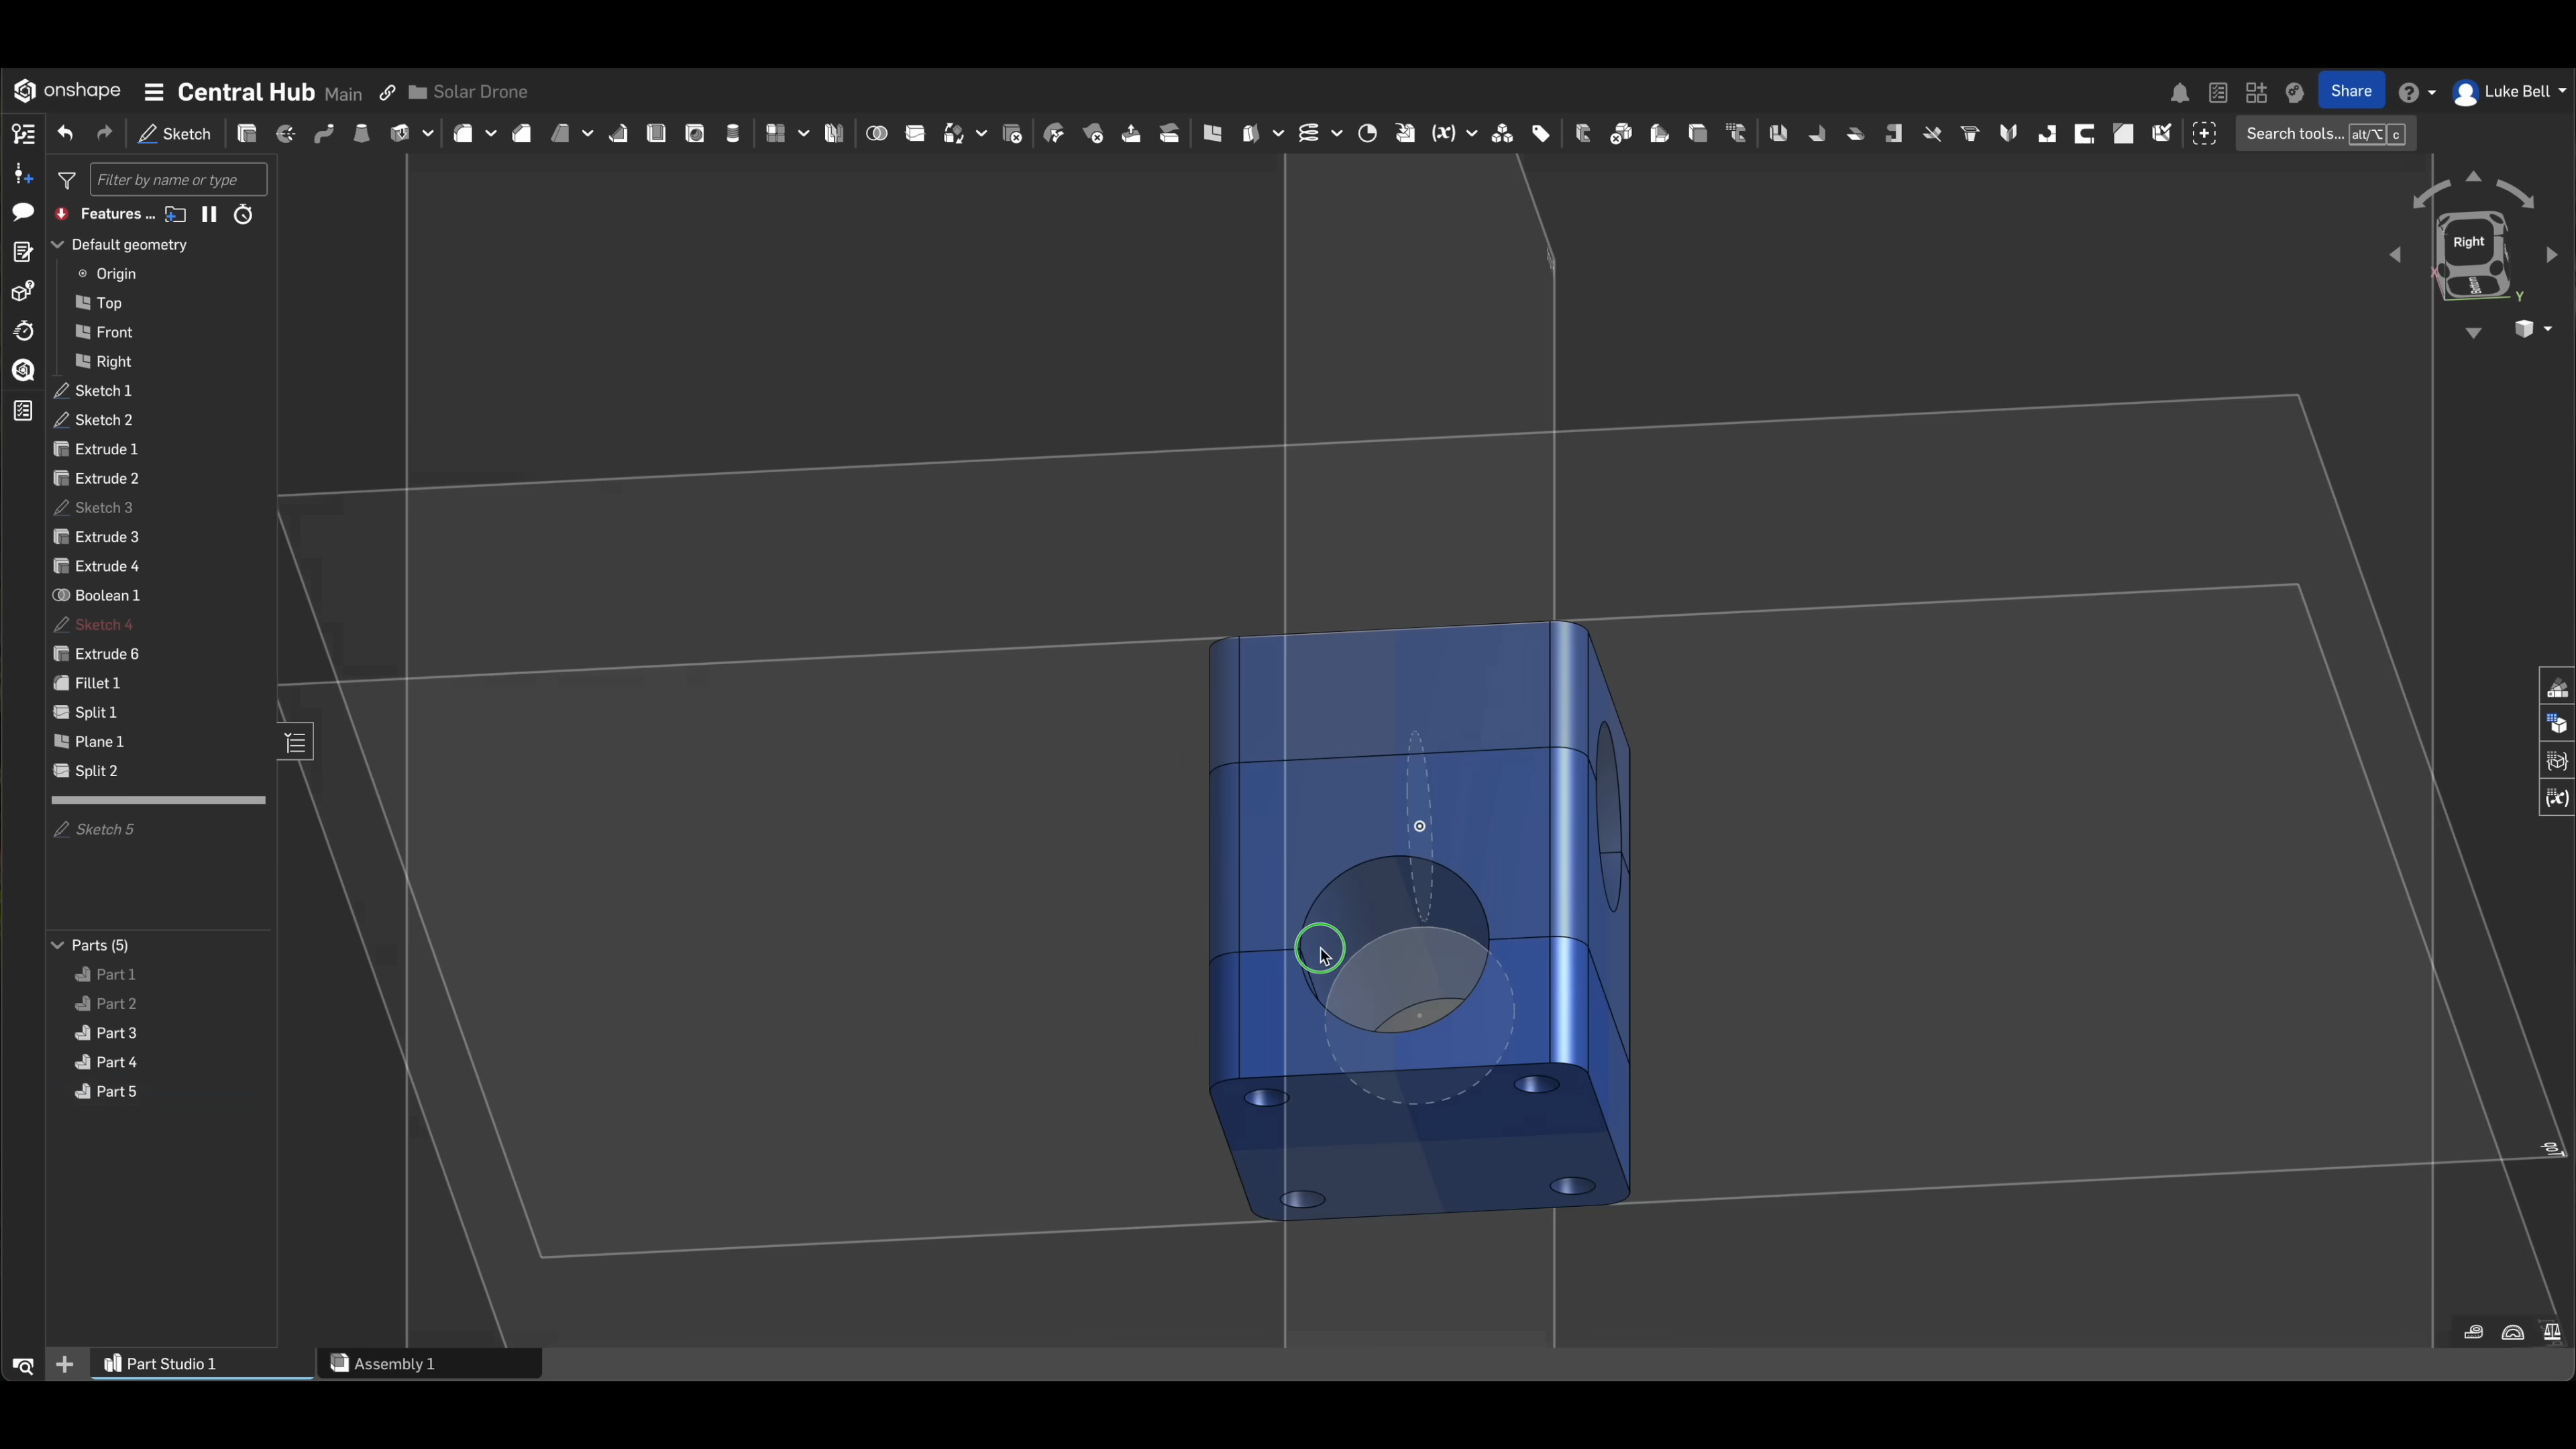 onshape Central Hub Main Solar Drone Share Luke Bell
Sketch Search tools... alt/⌥ c
Filter by name or type
Features ...
Default geometry
Origin
Top
Front
Right
Sketch 1
Sketch 2
Extrude 1
Extrude 2
Sketch 3
Extrude 3
Extrude 4
Boolean 1
Sketch 4
Extrude 6
Fillet 1
Split 1
Plane 1
Split 2
Sketch 5
Parts (5)
Part 1
Part 2
Part 3
Part 4
Part 5
Right
Bottom
X
Y
Top
Part Studio 1
Assembly 1